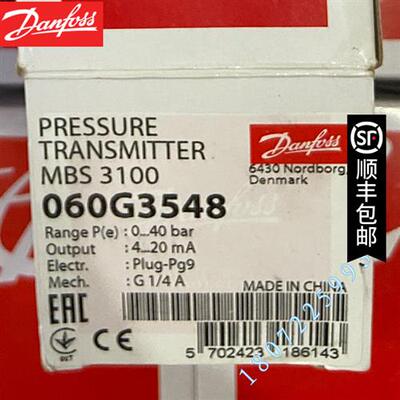 Danfoss
PRESSURE
TRANSMITTER
MBS 3100
060G3548
Range P(e) : 0...40 bar
Output : 4...20 mA
Electr. : Plug-Pg9
Mech. : G 1/4 A
Danfoss
6430 Nordborg,
Denmark
MADE IN CHINA
EAC
CE
5 702423 186143
SF
顺丰包邮